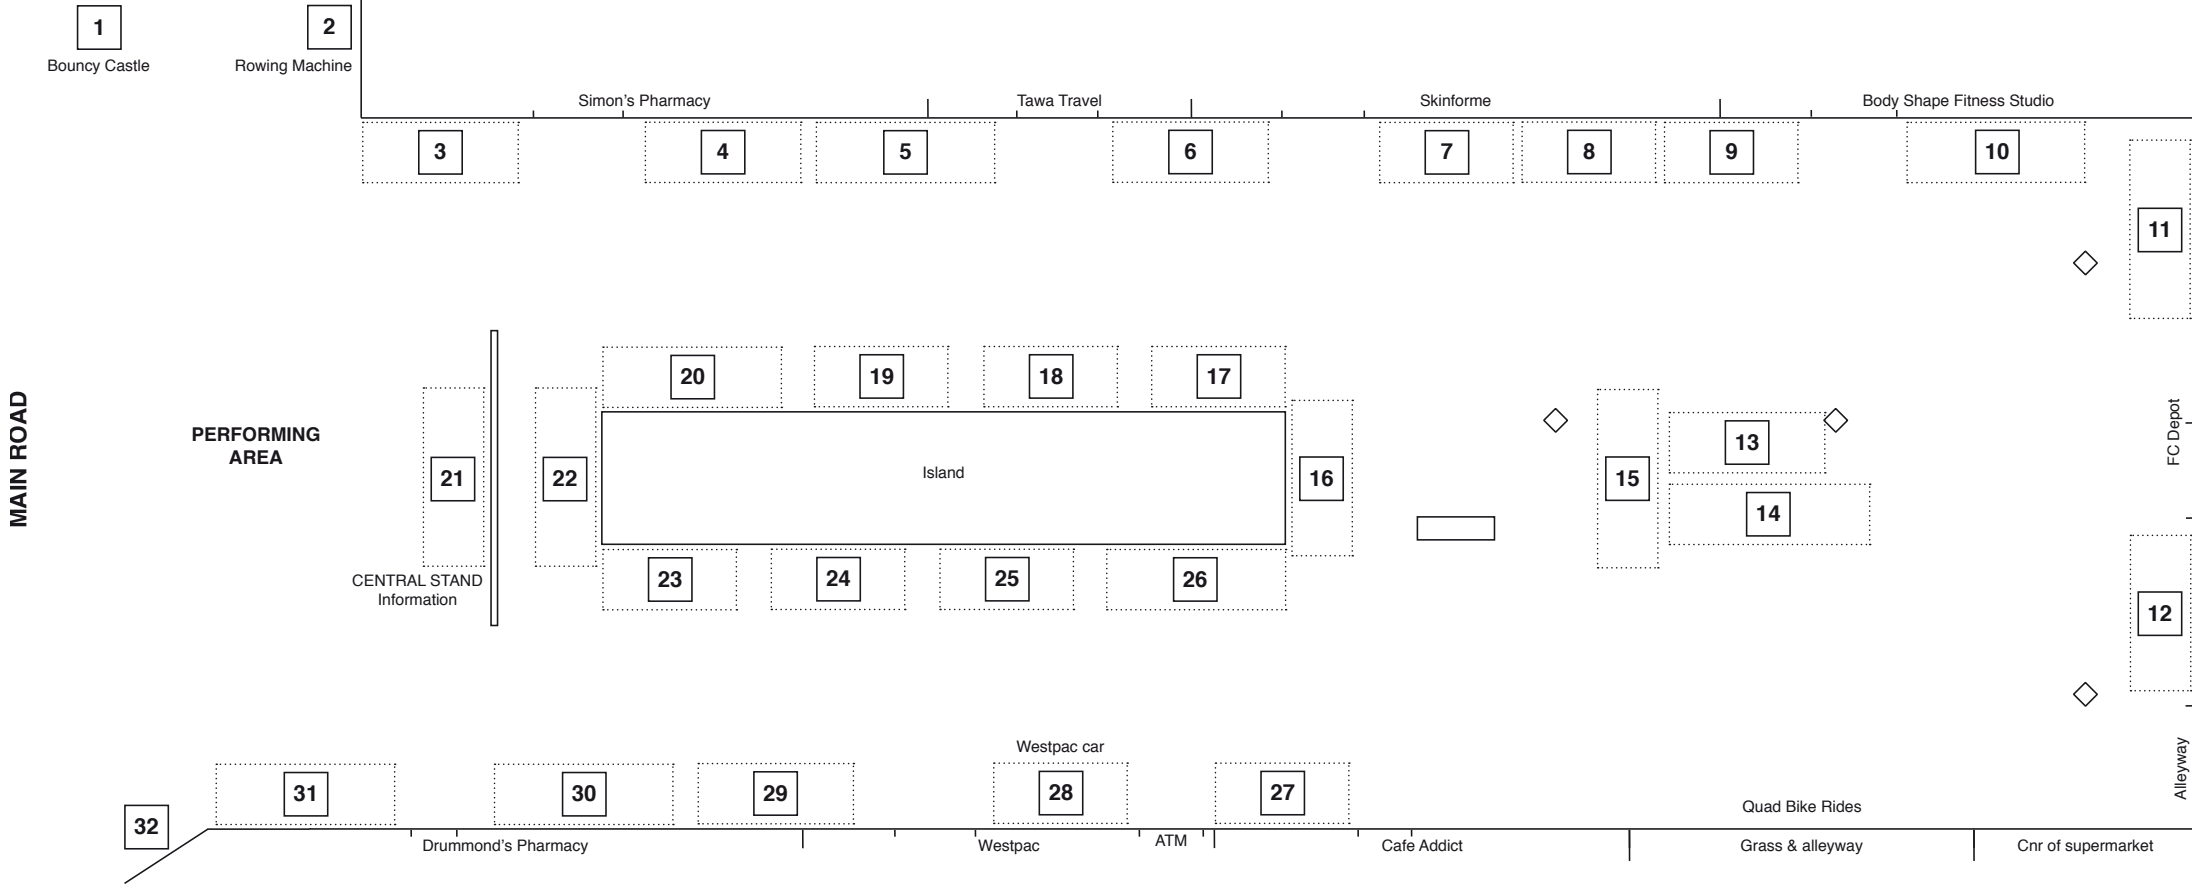 1
2
Bouncy Castle
Rowing Machine
Simon's Pharmacy
Tawa Travel
Skinforme
Body Shape Fitness Studio
3
4
5
6
7
8
9
10
11
20
19
18
17
MAIN ROAD
PERFORMING
AREA
21
22
Island
16
15
13
14
FC Depot
CENTRAL STAND
Information
23
24
25
26
12
Westpac car
31
30
29
28
27
Quad Bike Rides
Alleyway
32
Drummond's Pharmacy
Westpac
ATM
Cafe Addict
Grass & alleyway
Cnr of supermarket